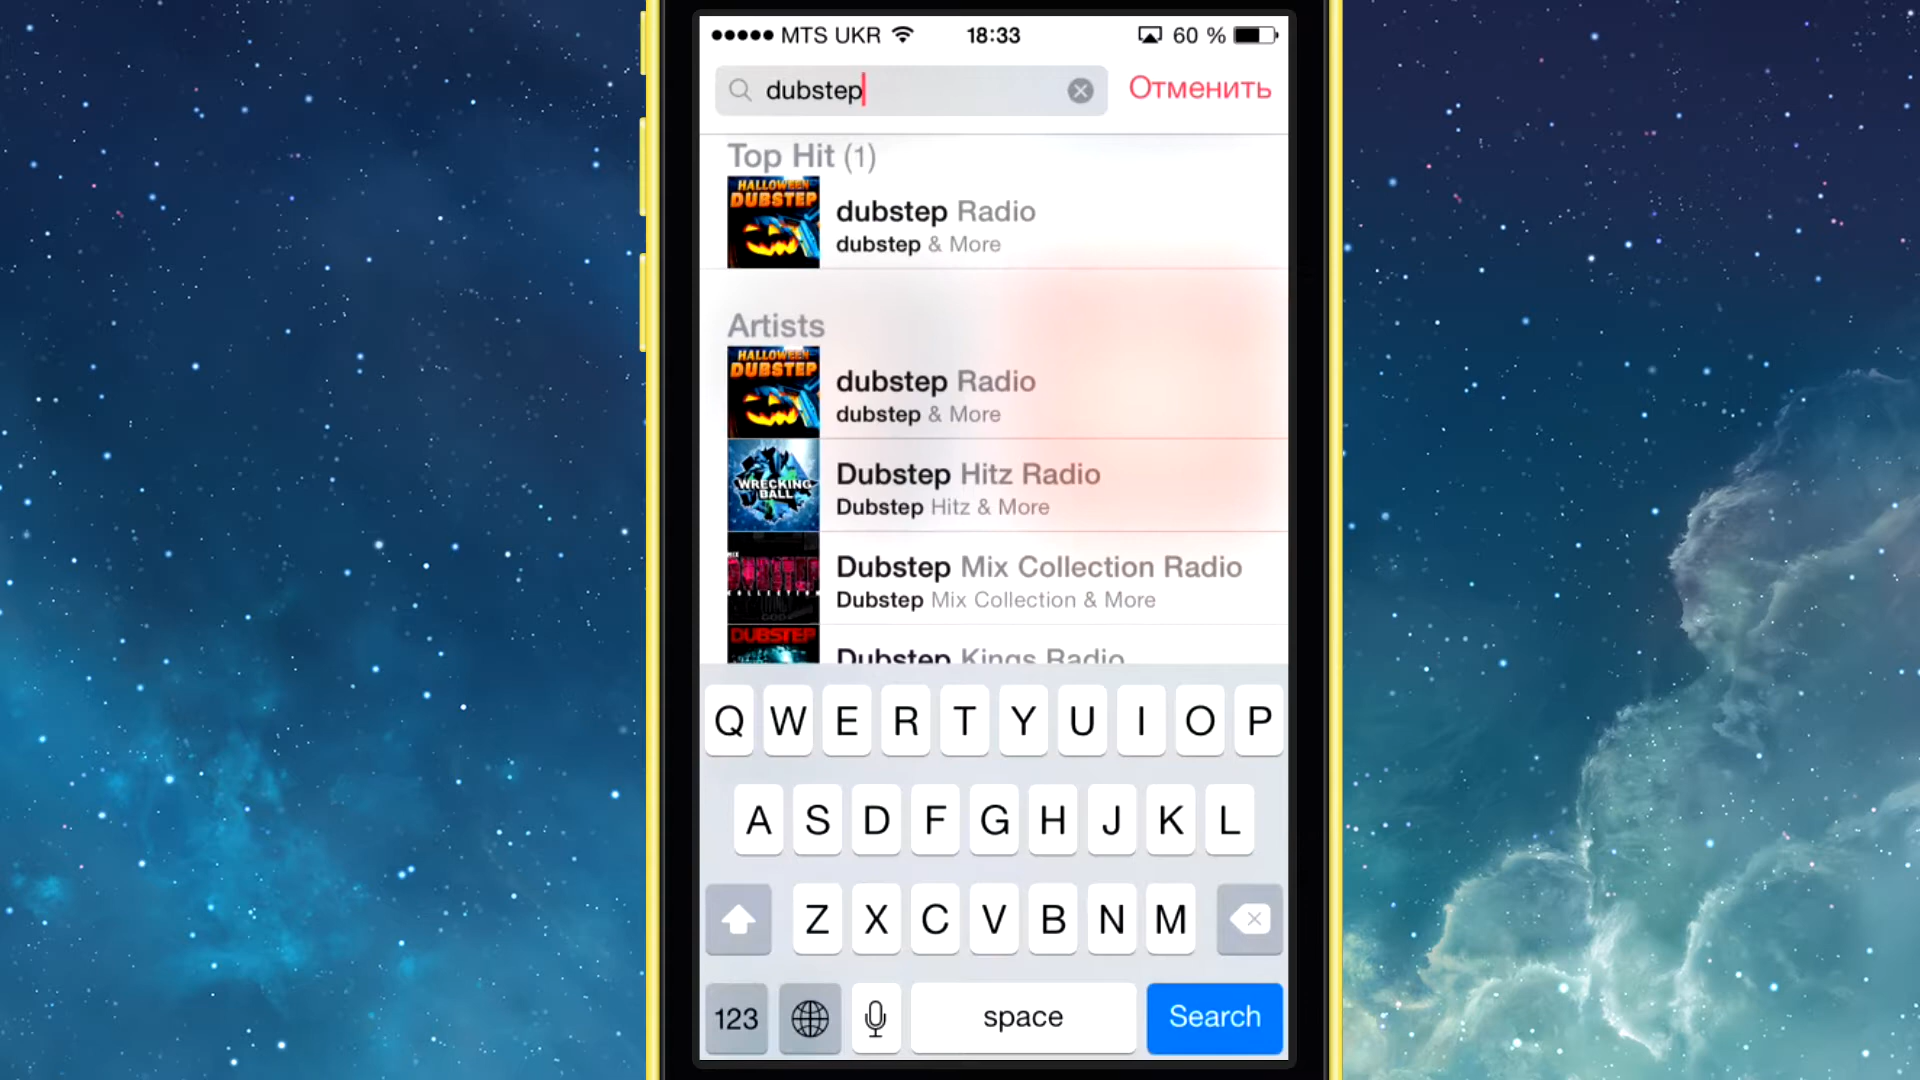 MTS UKR 18:33 60 %
dubstep Отменить
Top Hit (1)
HALLOWEEN
DUBSTEP
dubstep Radio
dubstep & More
Artists
HALLOWEEN
DUBSTEP
dubstep Radio
dubstep & More
WRECKING
BALL
Dubstep Hitz Radio
Dubstep Hitz & More
DUBSTEP
Dubstep Mix Collection Radio
Dubstep Mix Collection & More
DUBSTEP
Dubstep Kings Radio
Q W E R T Y U I O P
A S D F G H J K L
Z X C V B N M
123 space Search